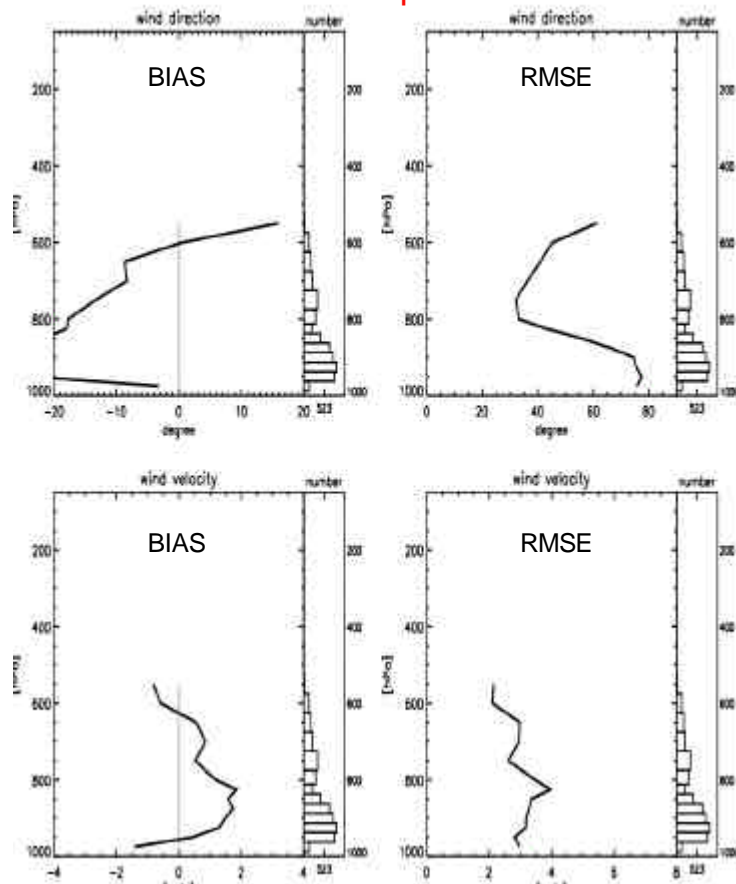 wind direction number wind direction number
BIAS RMSE
200 200 200 200
400 400 400 400
[hPa] [hPa]
600 600 600 600
800 800 800 800
1000 1000 1000 1000
-20 -10 0 10 20 523 0 20 40 60 80 523
degree degree
wind velocity number wind velocity number
BIAS RMSE
200 200 200 200
400 400 400 400
[hPa] [hPa]
600 600 600 600
800 800 800 800
1000 1000 1000 1000
-4 -2 0 2 4 523 0 2 4 6 8 523